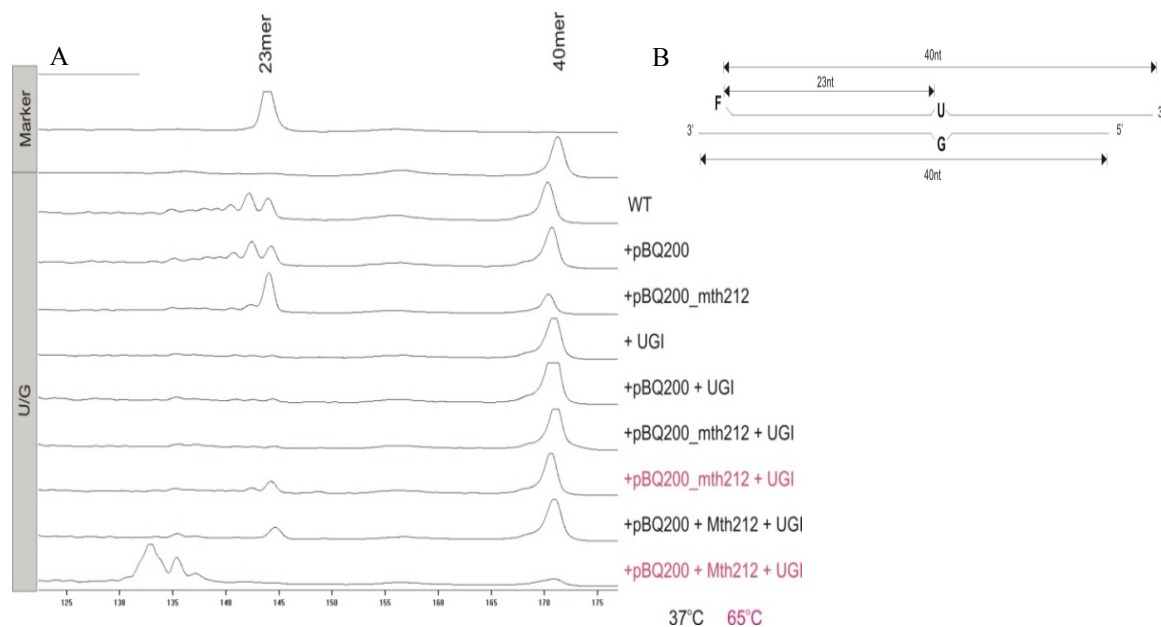 A
23mer
40mer
Marker
U/G
WT
+pBQ200
+pBQ200_mth212
+ UGI
+pBQ200 + UGI
+pBQ200_mth212 + UGI
+pBQ200_mth212 + UGI
+pBQ200 + Mth212 + UGI
+pBQ200 + Mth212 + UGI
125 130 135 140 145 150 155 160 165 170 175
37°C 65°C
B
40nt
23nt
F U
3'
3' 5'
G
40nt